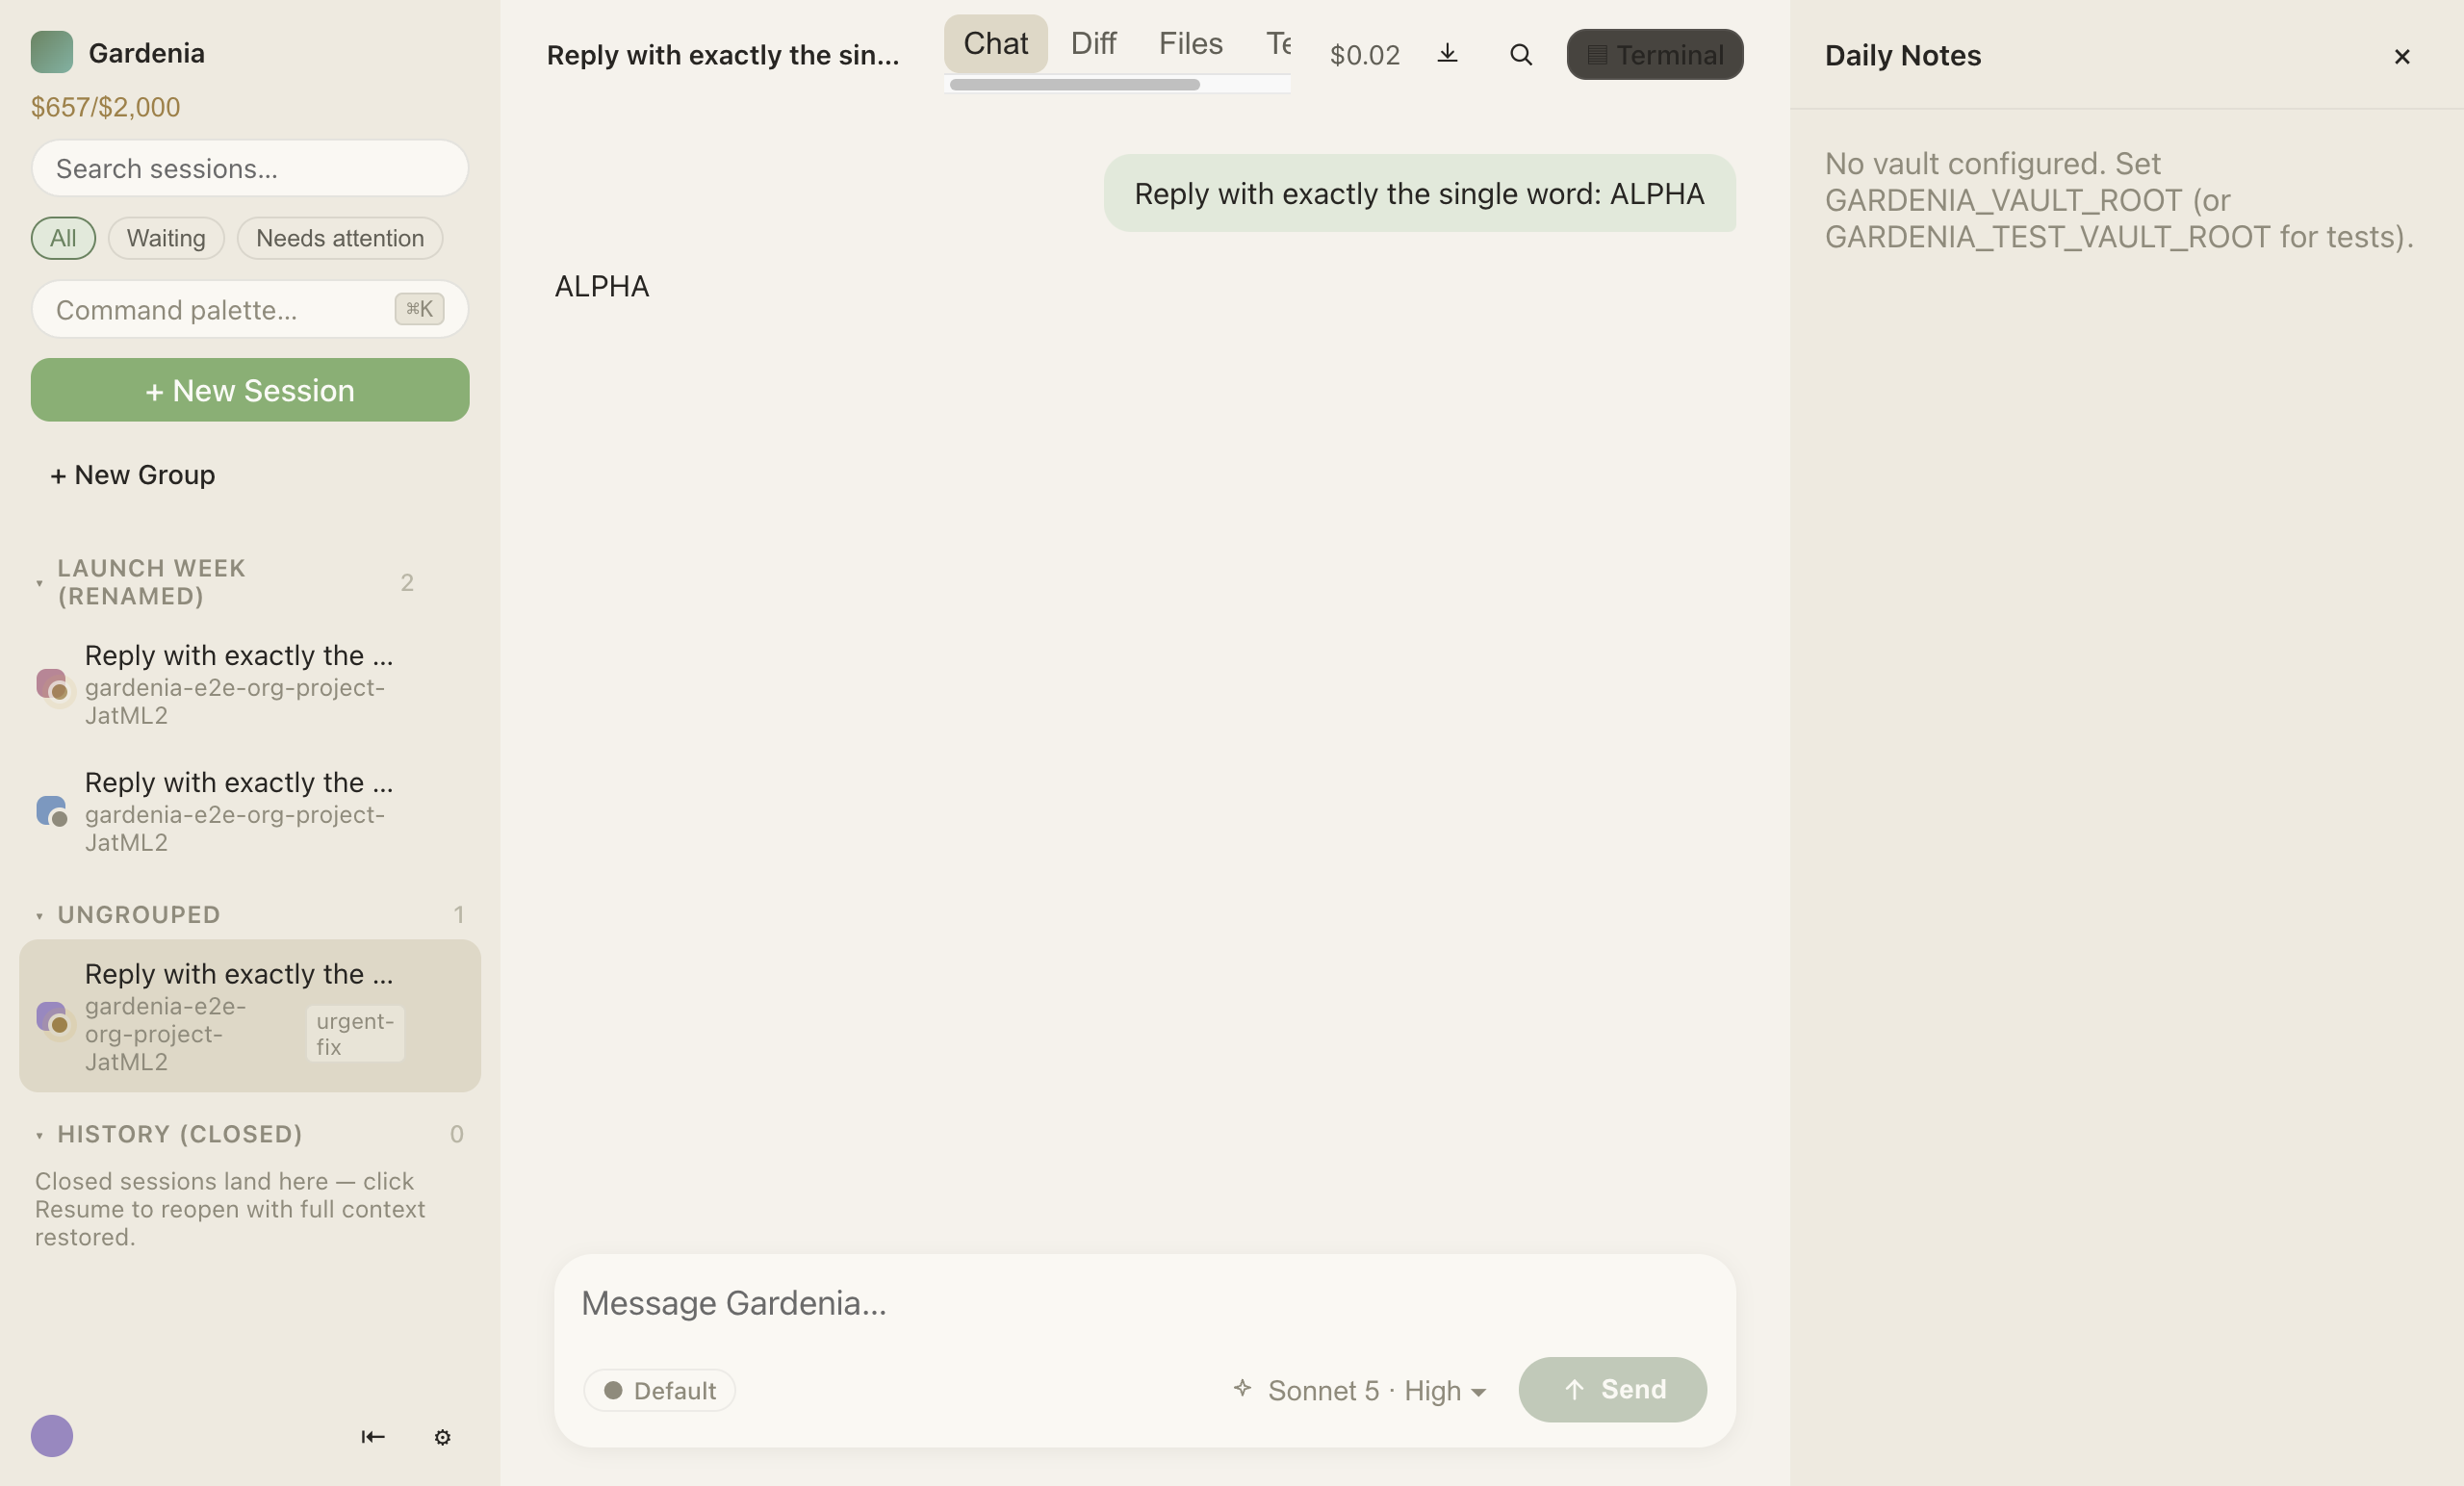 Gardenia
$657/$2,000
Search sessions...
All
Waiting
Needs attention
Command palette...
⌘K
+ New Session
+ New Group
LAUNCH WEEK
(RENAMED)
2
Reply with exactly the ...
gardenia-e2e-org-project-
JatML2
Reply with exactly the ...
gardenia-e2e-org-project-
JatML2
UNGROUPED
1
Reply with exactly the ...
gardenia-e2e-
org-project-
JatML2
urgent-
fix
HISTORY (CLOSED)
0
Closed sessions land here — click
Resume to reopen with full context
restored.
Reply with exactly the sin...
Chat
Diff
Files
Te
$0.02
Terminal
Reply with exactly the single word: ALPHA
ALPHA
Message Gardenia...
Default
Sonnet 5 · High
Send
Daily Notes
No vault configured. Set
GARDENIA_VAULT_ROOT (or
GARDENIA_TEST_VAULT_ROOT for tests).